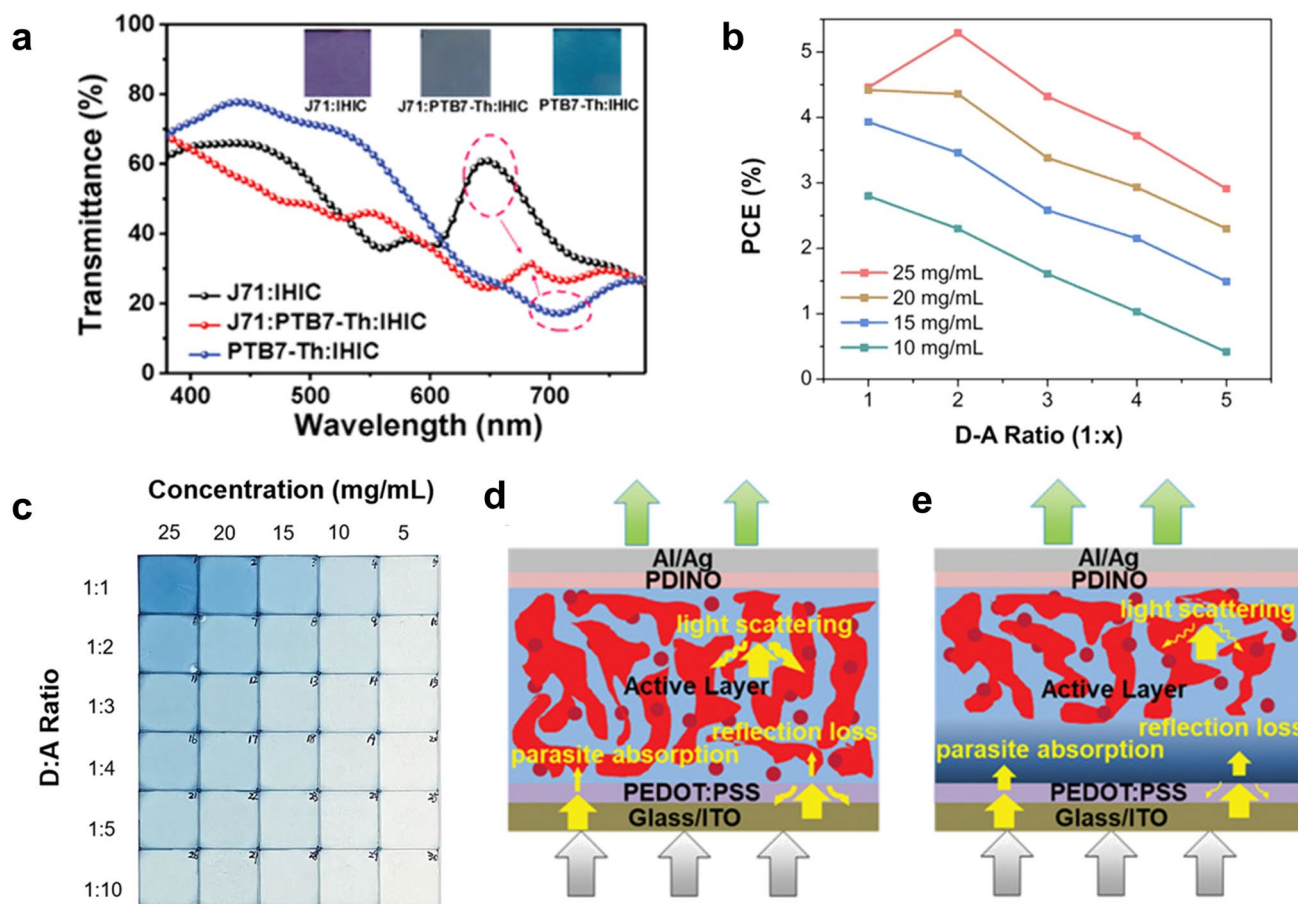 a
Transmittance (%)
100
80
60
40
20
0
J71:IHIC
J71:PTB7-Th:IHIC
PTB7-Th:IHIC
J71:IHIC
J71:PTB7-Th:IHIC
PTB7-Th:IHIC
400
500
600
700
Wavelength (nm)
b
PCE (%)
5
4
3
2
1
0
25 mg/mL
20 mg/mL
15 mg/mL
10 mg/mL
1
2
3
4
5
D-A Ratio (1:x)
c
Concentration (mg/mL)
25 20 15 10 5
D:A Ratio
1:1
1:2
1:3
1:4
1:5
1:10
d
Al/Ag
PDINO
light scattering
Active Layer
reflection loss
parasite absorption
PEDOT:PSS
Glass/ITO
e
Al/Ag
PDINO
light scattering
Active Layer
reflection loss
parasite absorption
PEDOT:PSS
Glass/ITO